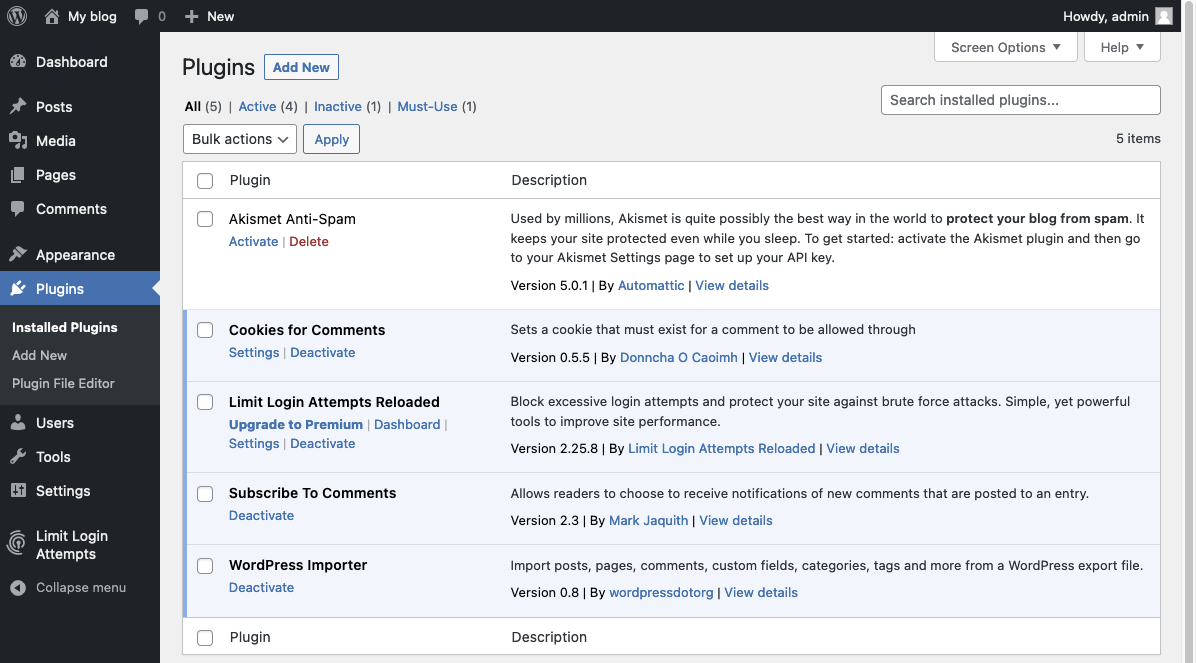 My blog 0 New Howdy, admin
Dashboard
Posts
Media
Pages
Comments
Appearance
Plugins
Installed Plugins
Add New
Plugin File Editor
Users
Tools
Settings
Limit Login
Attempts
Collapse menu
Screen Options Help
Plugins Add New
All (5) | Active (4) | Inactive (1) | Must-Use (1)
Search installed plugins...
Bulk actions Apply
5 items
Plugin Description
Akismet Anti-Spam
Activate | Delete
Used by millions, Akismet is quite possibly the best way in the world to protect your blog from spam. It
keeps your site protected even while you sleep. To get started: activate the Akismet plugin and then go
to your Akismet Settings page to set up your API key.
Version 5.0.1 | By Automattic | View details
Cookies for Comments
Settings | Deactivate
Sets a cookie that must exist for a comment to be allowed through
Version 0.5.5 | By Donncha O Caoimh | View details
Limit Login Attempts Reloaded
Upgrade to Premium | Dashboard |
Settings | Deactivate
Block excessive login attempts and protect your site against brute force attacks. Simple, yet powerful
tools to improve site performance.
Version 2.25.8 | By Limit Login Attempts Reloaded | View details
Subscribe To Comments
Deactivate
Allows readers to choose to receive notifications of new comments that are posted to an entry.
Version 2.3 | By Mark Jaquith | View details
WordPress Importer
Deactivate
Import posts, pages, comments, custom fields, categories, tags and more from a WordPress export file.
Version 0.8 | By wordpressdotorg | View details
Plugin Description